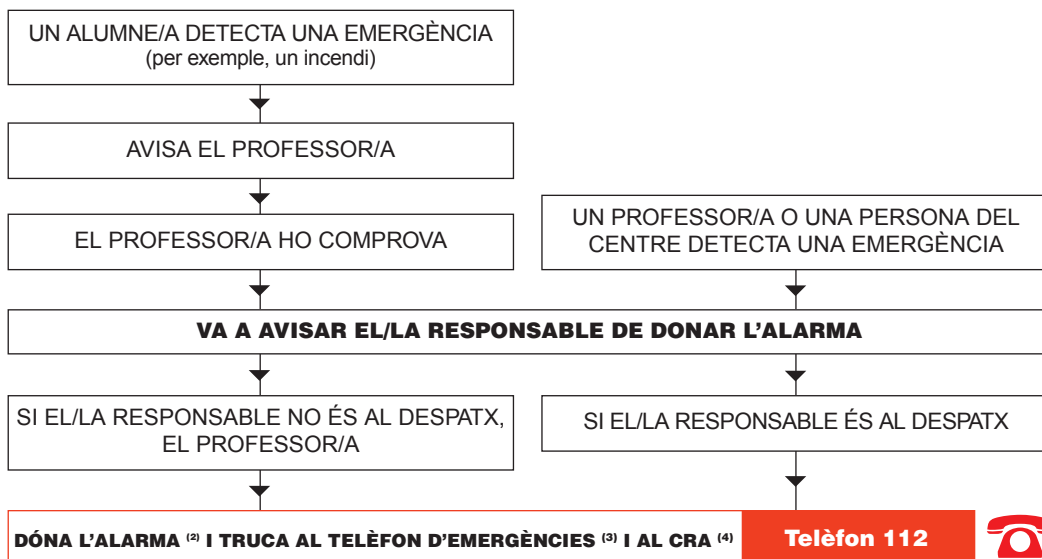 UN ALUMNE/A DETECTA UNA EMERGÈNCIA
(per exemple, un incendi)
AVISA EL PROFESSOR/A
EL PROFESSOR/A HO COMPROVA
UN PROFESSOR/A O UNA PERSONA DEL
CENTRE DETECTA UNA EMERGÈNCIA
VA A AVISAR EL/LA RESPONSABLE DE DONAR L'ALARMA
SI EL/LA RESPONSABLE NO ÉS AL DESPATX,
EL PROFESSOR/A
SI EL/LA RESPONSABLE ÉS AL DESPATX
DÓNA L'ALARMA (2) I TRUCA AL TELÈFON D'EMERGÈNCIES (3) I AL CRA (4)
Telèfon 112